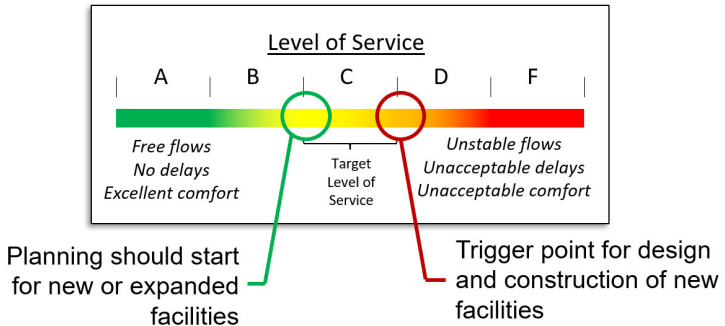 Level of Service
A B C D F
Free flows
No delays
Excellent comfort
Target
Level of
Service
Unstable flows
Unacceptable delays
Unacceptable comfort
Planning should start
for new or expanded
facilities
Trigger point for design
and construction of new
facilities